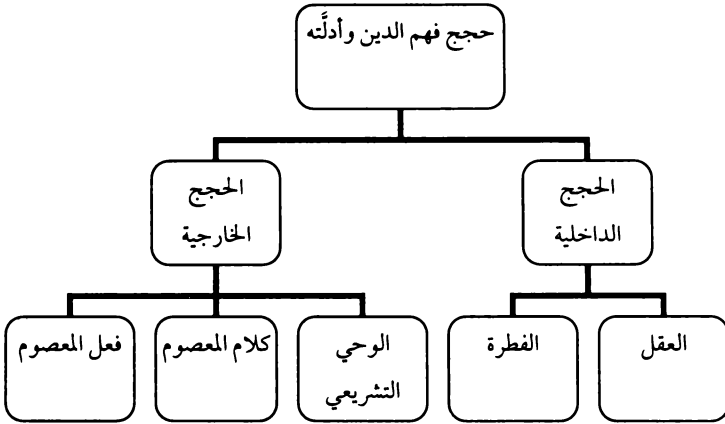 حجج فهم الدين وأدلَّته
الحجج
الداخلية
الحجج
الخارجية
العقل
الفطرة
الوحي
التشريعي
كلام المعصوم
فعل المعصوم